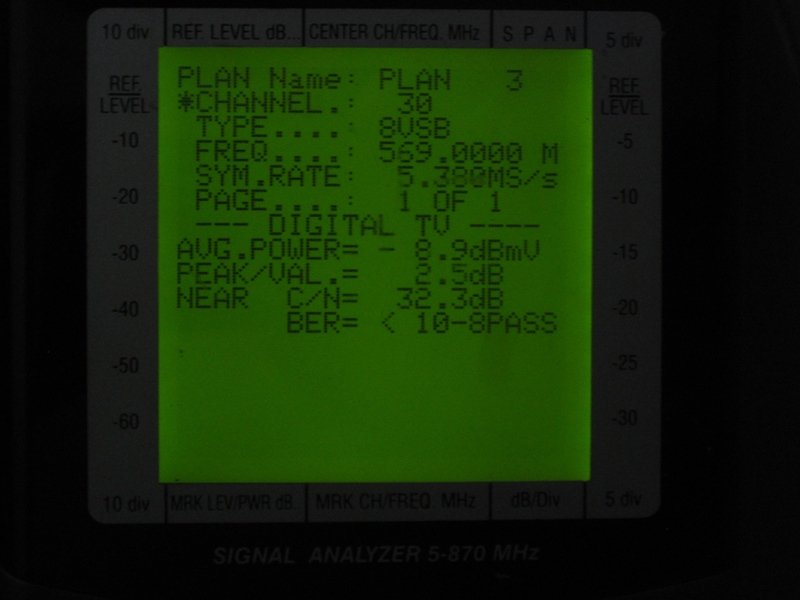 10 div REF. LEVEL dB.. CENTER CH/FREQ. MHz SPAN 5 div
REF. LEVEL
-10
-20
-30
-40
-50
-60
PLAN Name: PLAN 3
*CHANNEL.: 30
TYPE....: 8VSB
FREQ....: 569.0000 M
SYM.RATE: 5.380MS/s
PAGE....: 1 OF 1
--- DIGITAL TV ----
AVG.POWER= - 8.9dBmV
PEAK/VAL.= 2.5dB
NEAR C/N= 32.3dB
BER= < 10-8PASS
REF. LEVEL
-5
-10
-15
-20
-25
-30
10 div MRK LEV/PWR dB.. MRK CH/FREQ. MHz dB/Div 5 div
SIGNAL ANALYZER 5-870 MHz